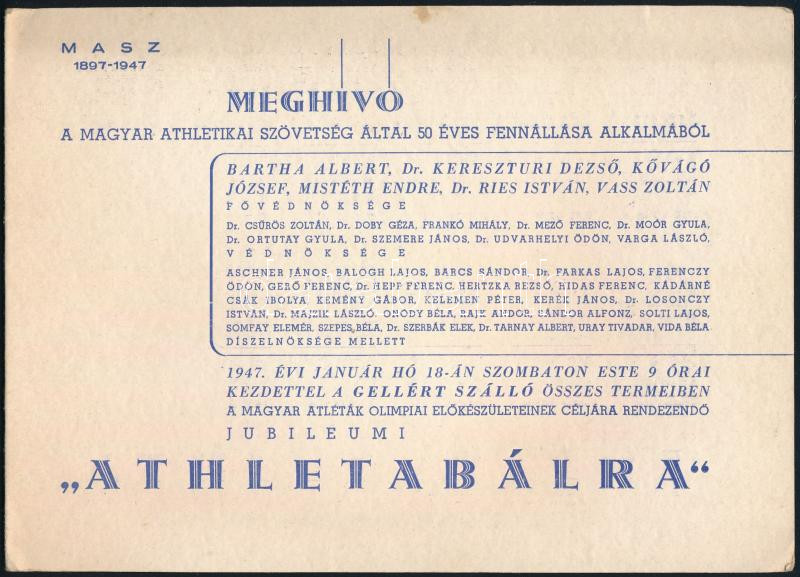 MASZ
1897-1947
MEGHIVO
A MAGYAR ATHLETIKAI SZÖVETSÉG ÁLTAL 50 ÉVES FENNÁLLÁSA ALKALMÁBÓL
BARTHA ALBERT, Dr. KERESZTURI DEZSŐ, KŐVÁGÓ
JÓZSEF, MISTÉTH ENDRE, Dr. RIES ISTVÁN, VASS ZOLTÁN
FŐVÉDNÖKSÉGE
Dr. CSŰRÖS ZOLTÁN, Dr. DOBY GÉZA, FRANKÓ MIHÁLY, Dr. MEZŐ FERENC, Dr. MOÓR GYULA,
Dr. ORTUTAY GYULA, Dr. SZEMERE JÁNOS, Dr. UDVARHELYI ÖDÖN, VARGA LÁSZLÓ,
VÉDNÖKSÉGE
ASCHNER JÁNOS, BALOGH LAJOS, BARCS SÁNDOR, Dr. FARKAS LAJOS, FERENCZY
ÖDÖN, GERŐ FERENC, Dr. HEPP FERENC, HERTZKA REZSŐ, HIDAS FERENC, KÁDÁRNÉ
CSÁK IBOLYA, KEMÉNY GÁBOR, KELEMEN PÉTER, KERÉK JÁNOS, Dr. LOSONCZY
ISTVÁN, Dr. MAJZIK LÁSZLÓ, ONODY BÉLA, RAJK ANDOR, SÁNDOR ALFONZ, SOLTI LAJOS,
SOMFAY ELEMÉR, SZEPES BÉLA, Dr. SZERBÁK ELEK, Dr. TARNAY ALBERT, URAY TIVADAR, VIDA BÉLA
DÍSZELNÖKSÉGE MELLETT
1947. ÉVI JANUÁR HÓ 18-ÁN SZOMBATON ESTE 9 ÓRAI
KEZDETTEL A GELLÉRT SZÁLLÓ ÖSSZES TERMEIBEN
A MAGYAR ATLÉTÁK OLIMPIAI ELŐKÉSZÜLETEINEK CÉLJÁRA RENDEZENDŐ
JUBILEUMI
„ATHLETABÁLRA“